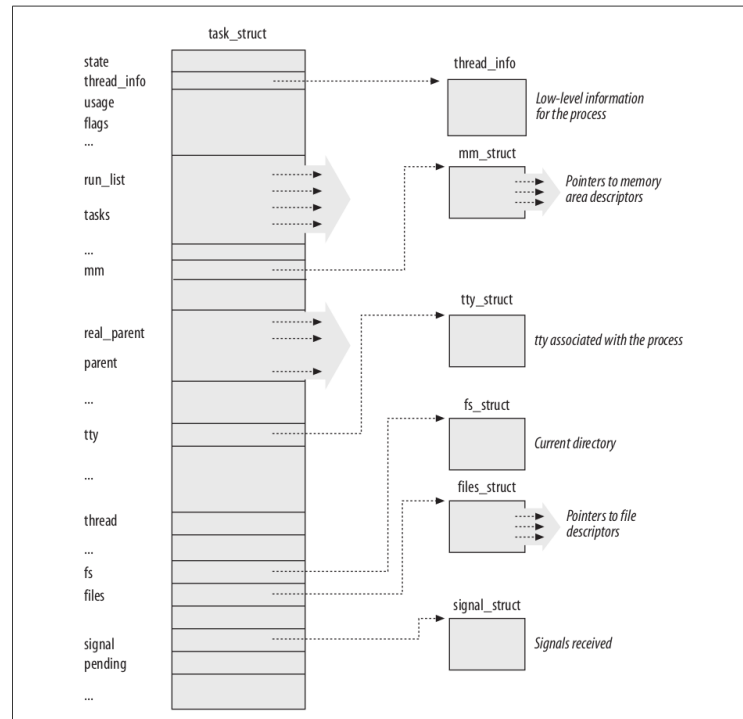 task_struct
state
thread_info
usage
flags
...
run_list
tasks
...
mm
real_parent
parent
...
tty
...
thread
...
fs
files
signal
pending
...
thread_info
Low-level information
for the process
mm_struct
Pointers to memory
area descriptors
tty_struct
tty associated with the process
fs_struct
Current directory
files_struct
Pointers to file
descriptors
signal_struct
Signals received